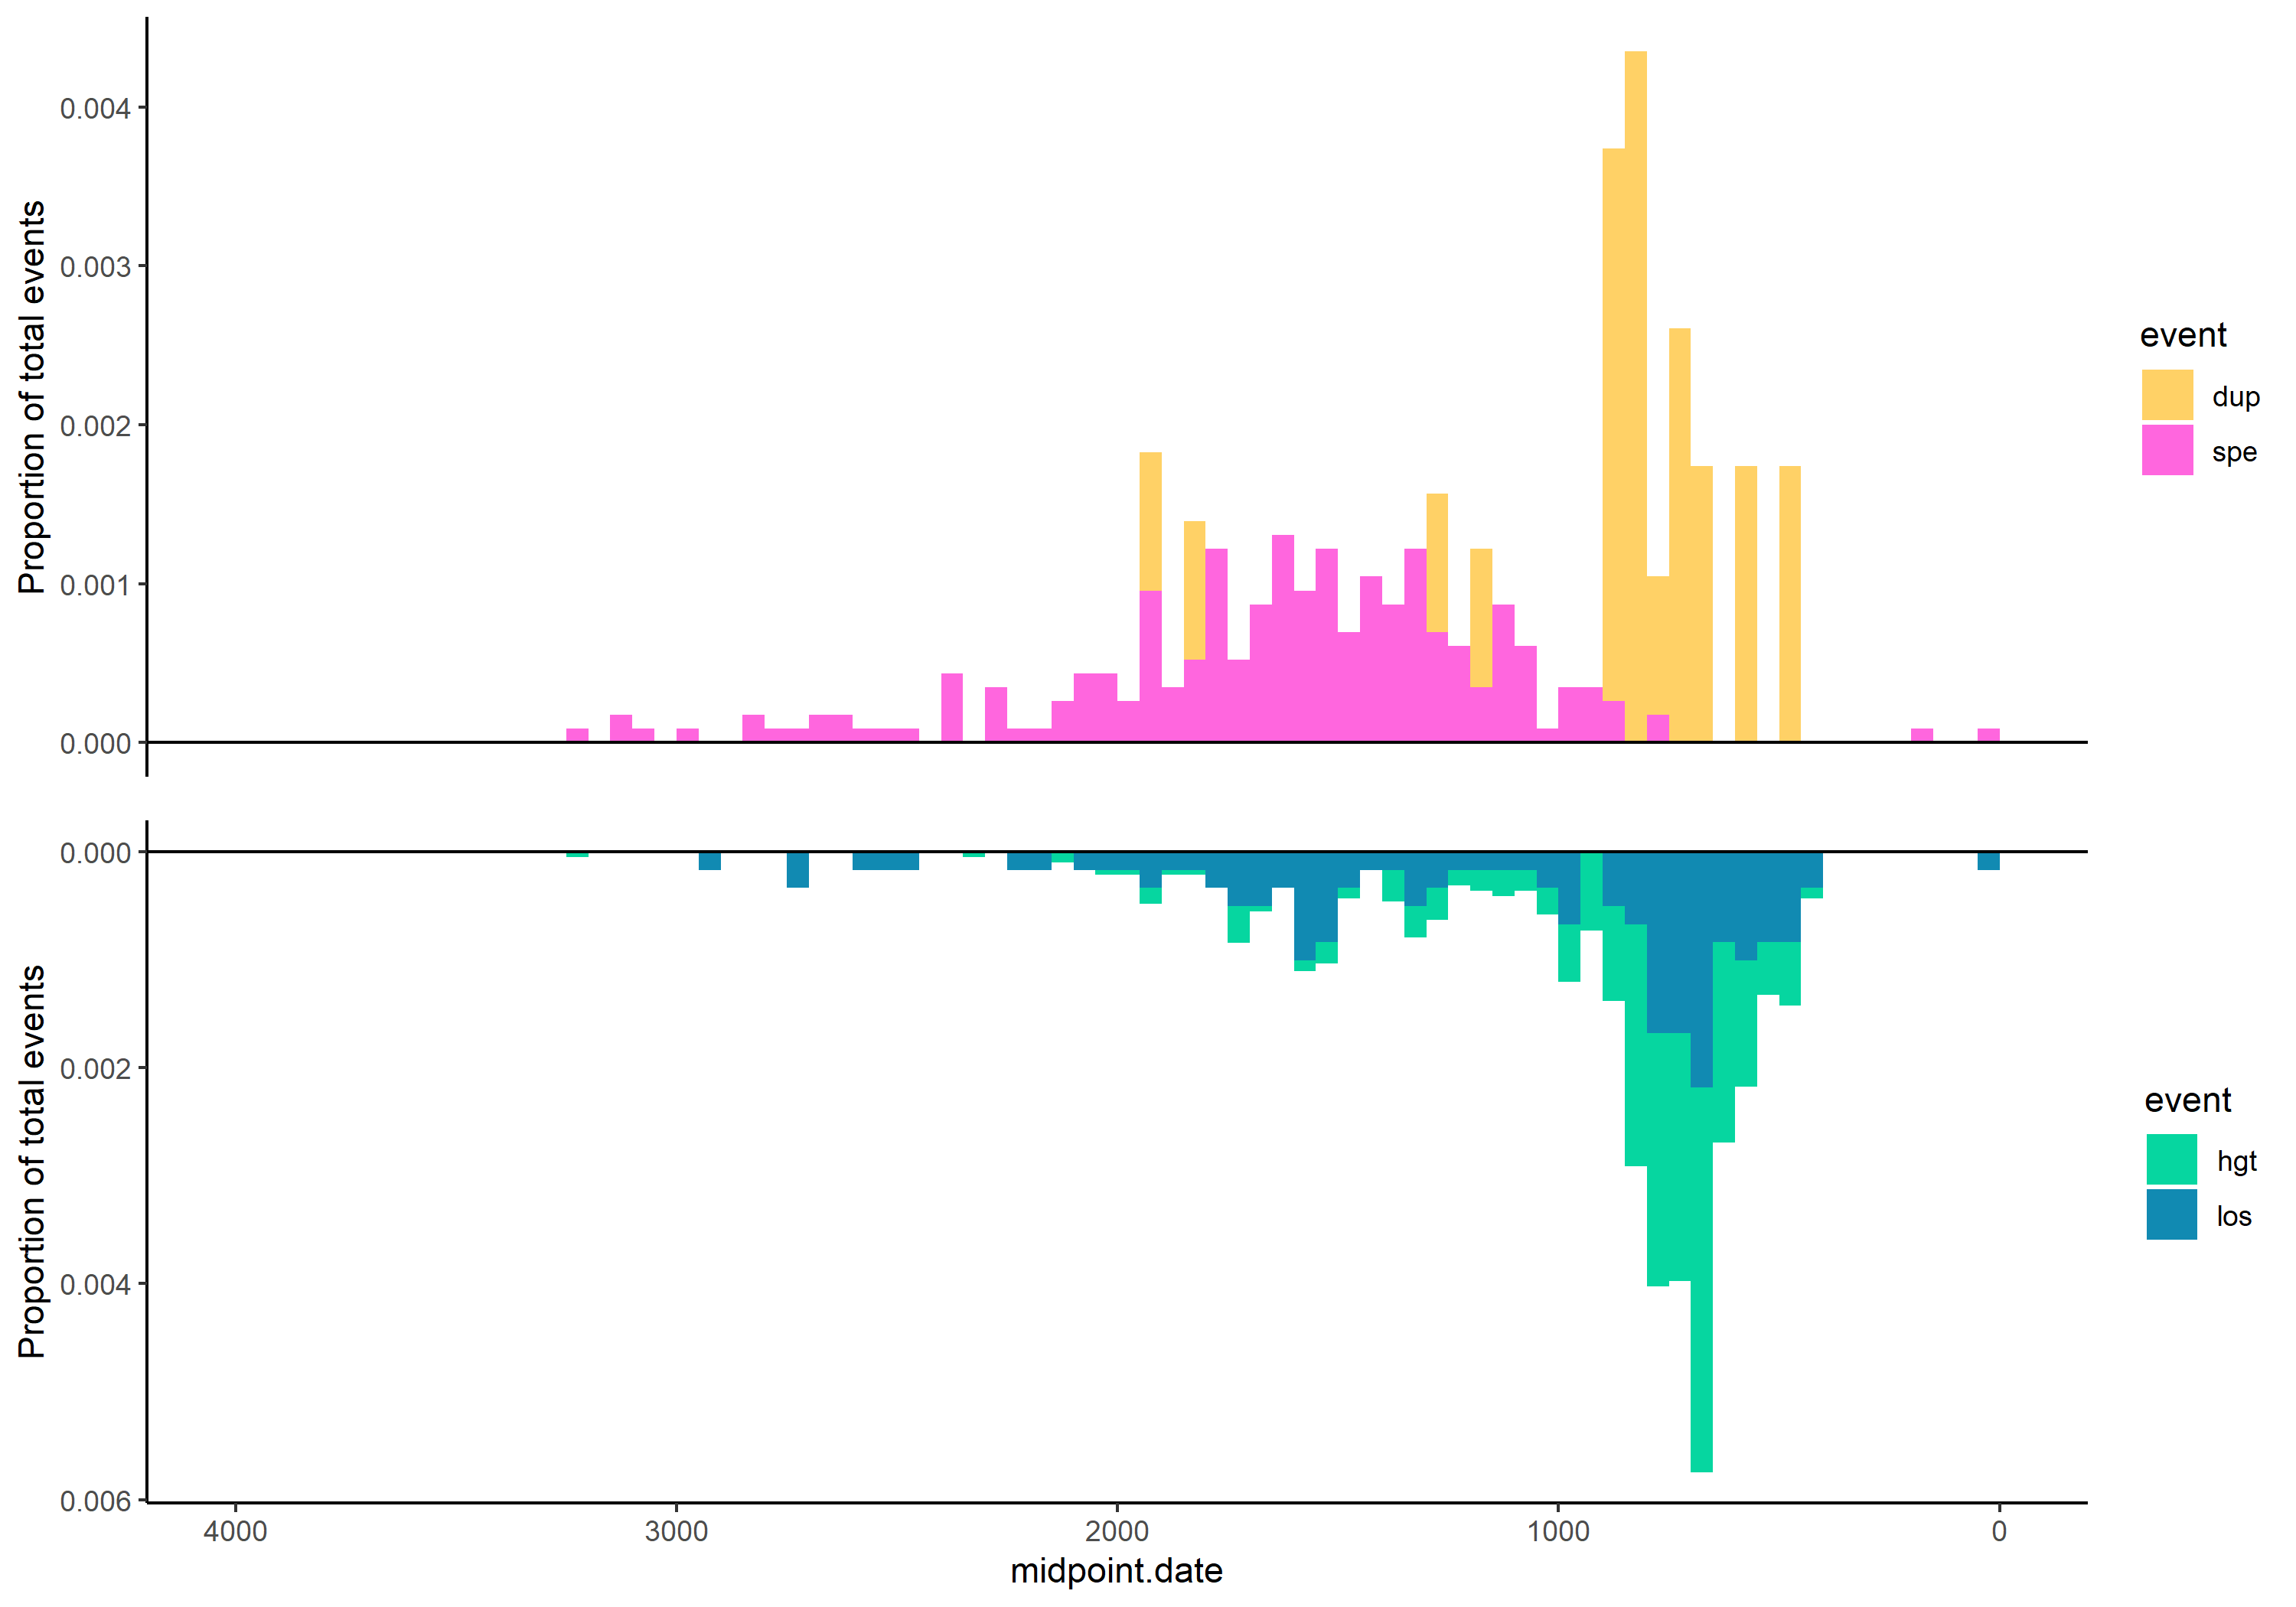 Proportion of total events
0.004
0.003
0.002
0.001
0.000
event
dup
spe
Proportion of total events
0.000
0.002
0.004
0.006
event
hgt
los
4000 3000 2000 1000 0
midpoint.date